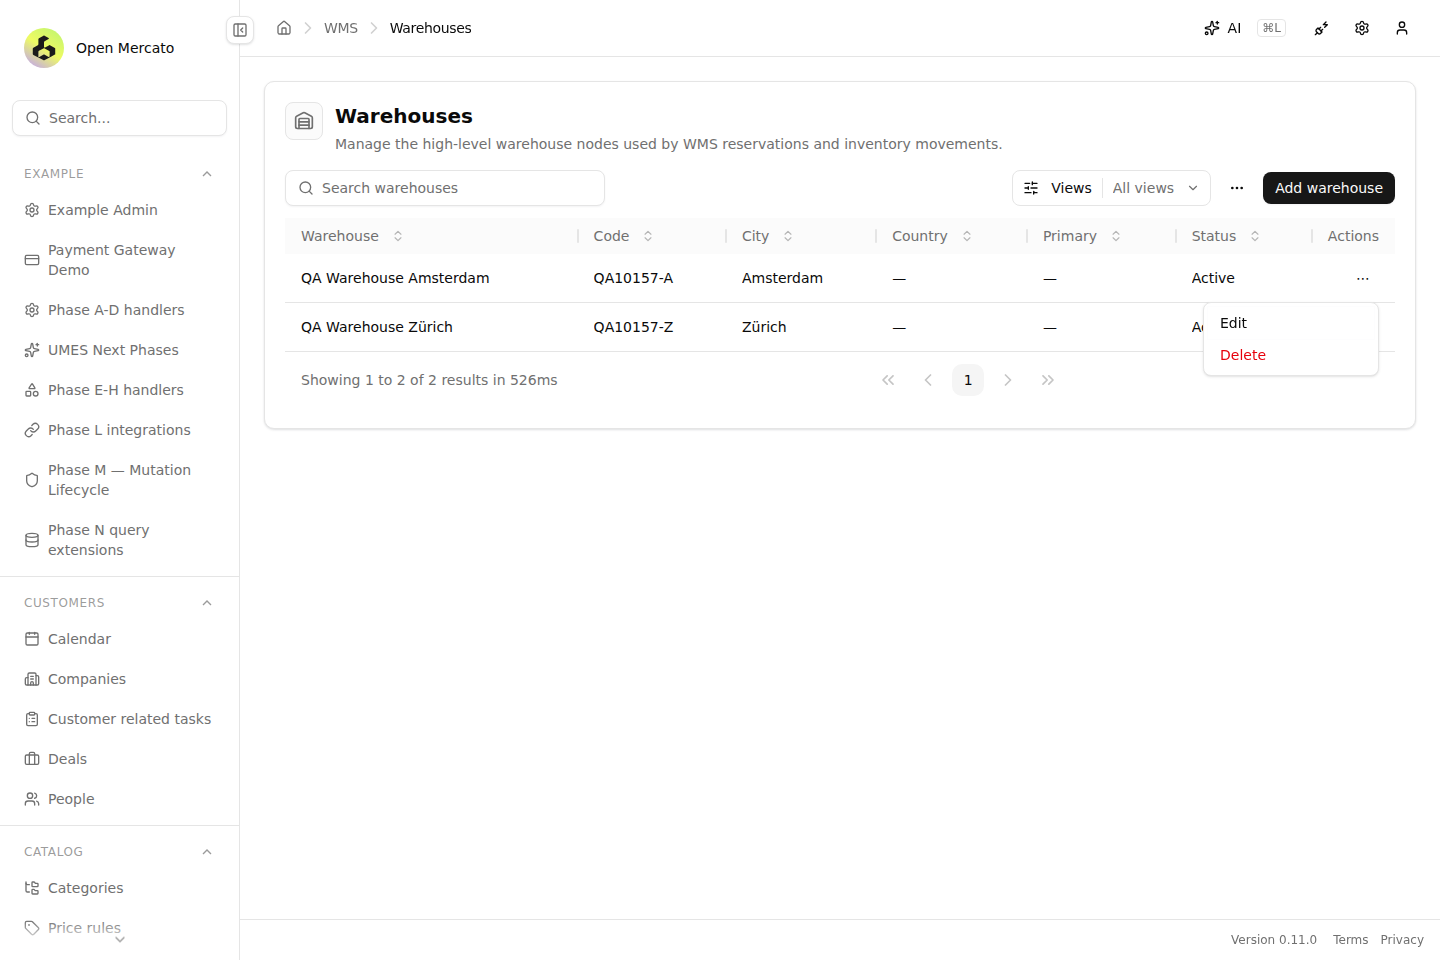 Open Mercato
WMS
Warehouses
AI
⌘L
Search...
EXAMPLE
Example Admin
Payment Gateway
Demo
Phase A-D handlers
UMES Next Phases
Phase E-H handlers
Phase L integrations
Phase M — Mutation
Lifecycle
Phase N query
extensions
CUSTOMERS
Calendar
Companies
Customer related tasks
Deals
People
CATALOG
Categories
Price rules
Warehouses
Manage the high-level warehouse nodes used by WMS reservations and inventory movements.
Search warehouses
Views
All views
Add warehouse
Warehouse Code City Country Primary Status Actions
QA Warehouse Amsterdam QA10157-A Amsterdam — — Active
QA Warehouse Zürich QA10157-Z Zürich — —
Edit
Delete
Showing 1 to 2 of 2 results in 526ms
1
Version 0.11.0 Terms Privacy